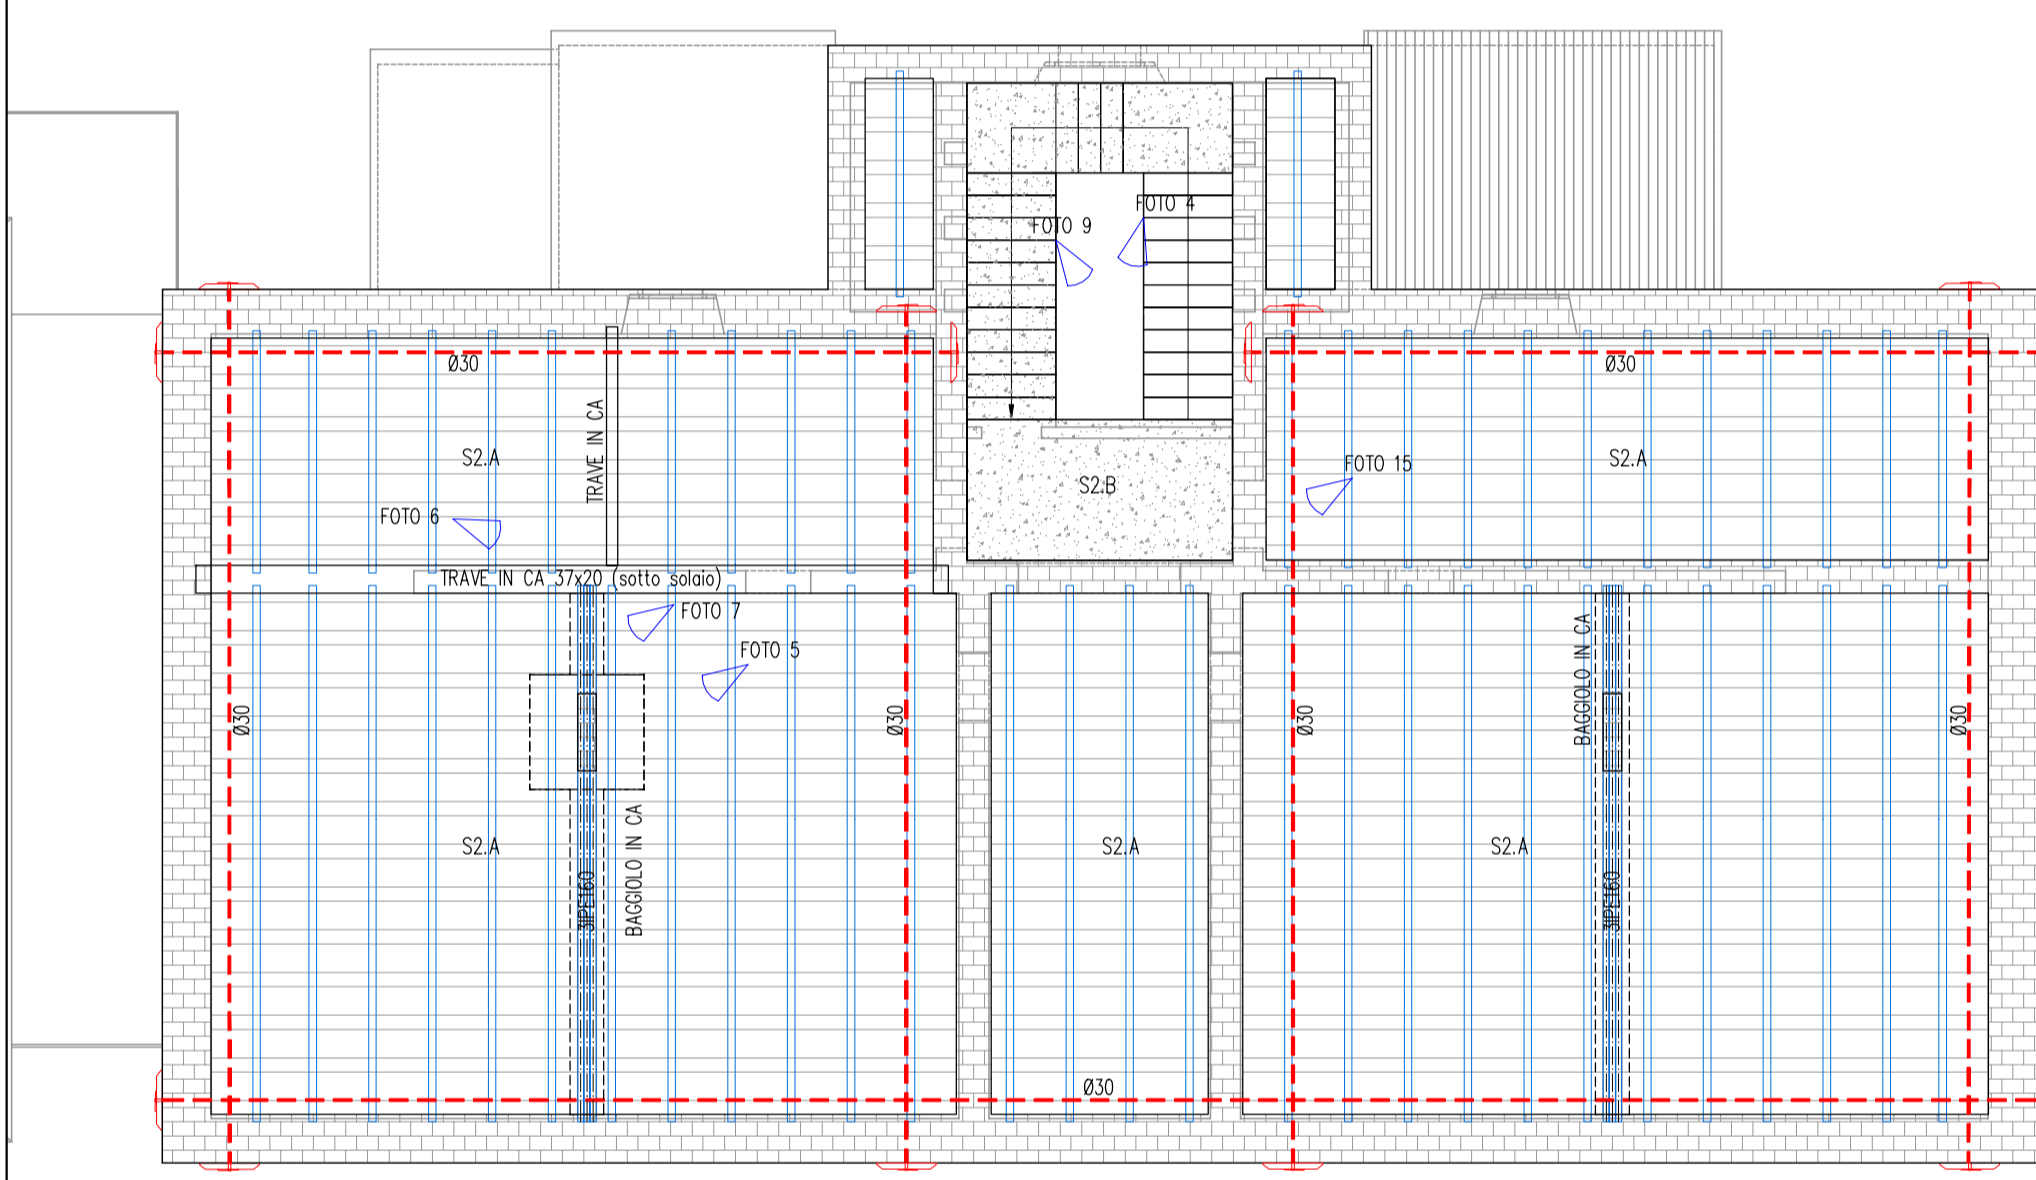 FOTO 4
FOTO 9
Ø30
Ø30
TRAVE IN CA
S2.A
S2.B
FOTO 15
S2.A
FOTO 6
TRAVE IN CA 37x20 (sotto solaio)
FOTO 7
FOTO 5
BAGGIOLO IN CA
Ø30
Ø30
Ø30
Ø30
S2.A
3IPE160
BAGGIOLO IN CA
S2.A
S2.A
3IPE160
Ø30